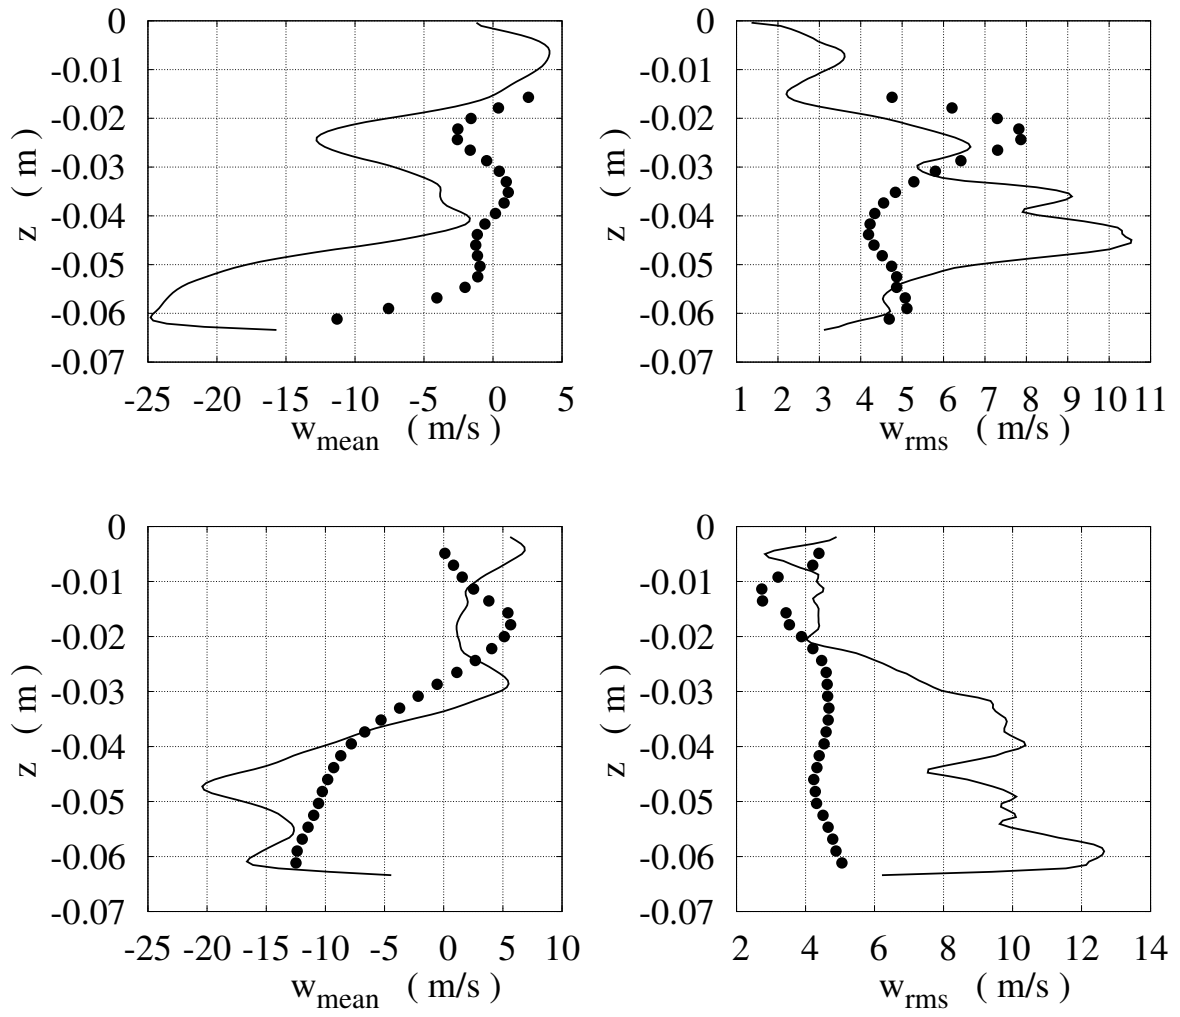 0
-0.01
-0.02
-0.03
-0.04
-0.05
-0.06
-0.07
z ( m )
-25 -20 -15 -10 -5 0 5
w_mean ( m/s )
0
-0.01
-0.02
-0.03
-0.04
-0.05
-0.06
-0.07
z ( m )
1 2 3 4 5 6 7 8 9 10 11
w_rms ( m/s )
0
-0.01
-0.02
-0.03
-0.04
-0.05
-0.06
-0.07
z ( m )
-25 -20 -15 -10 -5 0 5 10
w_mean ( m/s )
0
-0.01
-0.02
-0.03
-0.04
-0.05
-0.06
-0.07
z ( m )
2 4 6 8 10 12 14
w_rms ( m/s )